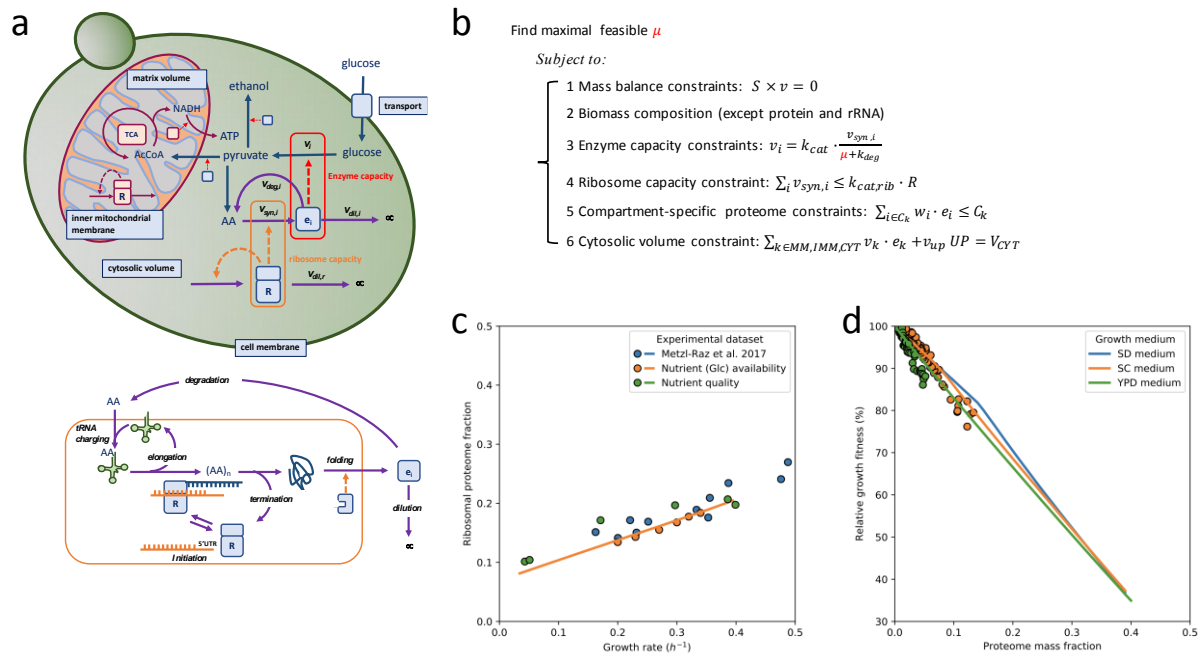 a
matrix volume
NADH
TCA
ATP
AcCoA
R
inner mitochondrial
membrane
ethanol
glucose
transport
pyruvate
glucose
v_i
Enzyme capacity
v_deg,i
AA
v_syn,i
e_i
v_dil,i
∝
cytosolic volume
ribosome capacity
R
v_dil,r
∝
cell membrane
degradation
AA
tRNA
charging
AA
elongation
(AA)_n
folding
e_i
termination
dilution
R
R
5'UTR
Initiation
∝
b
Find maximal feasible μ
Subject to:
1 Mass balance constraints: S × v = 0
2 Biomass composition (except protein and rRNA)
3 Enzyme capacity constraints: v_i = k_cat · v_syn,i / μ+k_deg
4 Ribosome capacity constraint: ∑_i v_syn,i ≤ k_cat,rib · R
5 Compartment-specific proteome constraints: ∑_i∈C_k w_i · e_i ≤ C_k
6 Cytosolic volume constraint: ∑_k∈MM,IMM,CYT v_k · e_k + v_up UP = V_CYT
c
Experimental dataset
Metzl-Raz et al. 2017
Nutrient (Glc) availability
Nutrient quality
Ribosomal proteome fraction
0.5
0.4
0.3
0.2
0.1
0.0
0.0 0.1 0.2 0.3 0.4 0.5
Growth rate (h⁻¹)
d
Growth medium
SD medium
SC medium
YPD medium
Relative growth fitness (%)
100
90
80
70
60
50
40
30
0.0 0.1 0.2 0.3 0.4 0.5
Proteome mass fraction